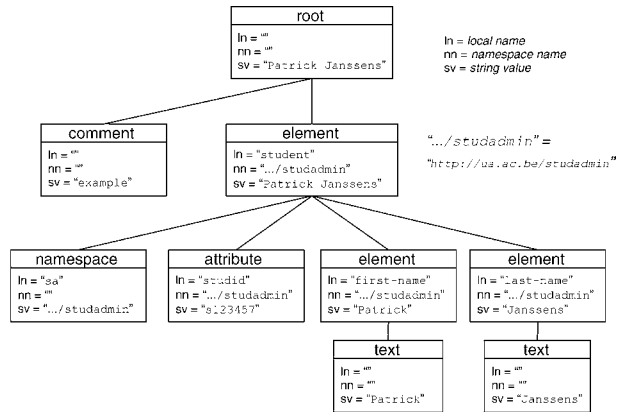 root
ln = “”
nn = “”
sv = “Patrick Janssens”
ln = local name
nn = namespace name
sv = string value
comment
ln = “”
nn = “”
sv = “example”
element
ln = “student”
nn = “.../studadmin”
sv = “Patrick Janssens”
“.../studadmin” =
“http://ua.ac.be/studadmin”
namespace
ln = “sa”
nn = “”
sv = “.../studadmin”
attribute
ln = “studid”
nn = “.../studadmin”
sv = “s123457”
element
ln = “first-name”
nn = “.../studadmin”
sv = “Patrick”
element
ln = “last-name”
nn = “.../studadmin”
sv = “Janssens”
text
ln = “”
nn = “”
sv = “Patrick”
text
ln = “”
nn = “”
sv = “Janssens”